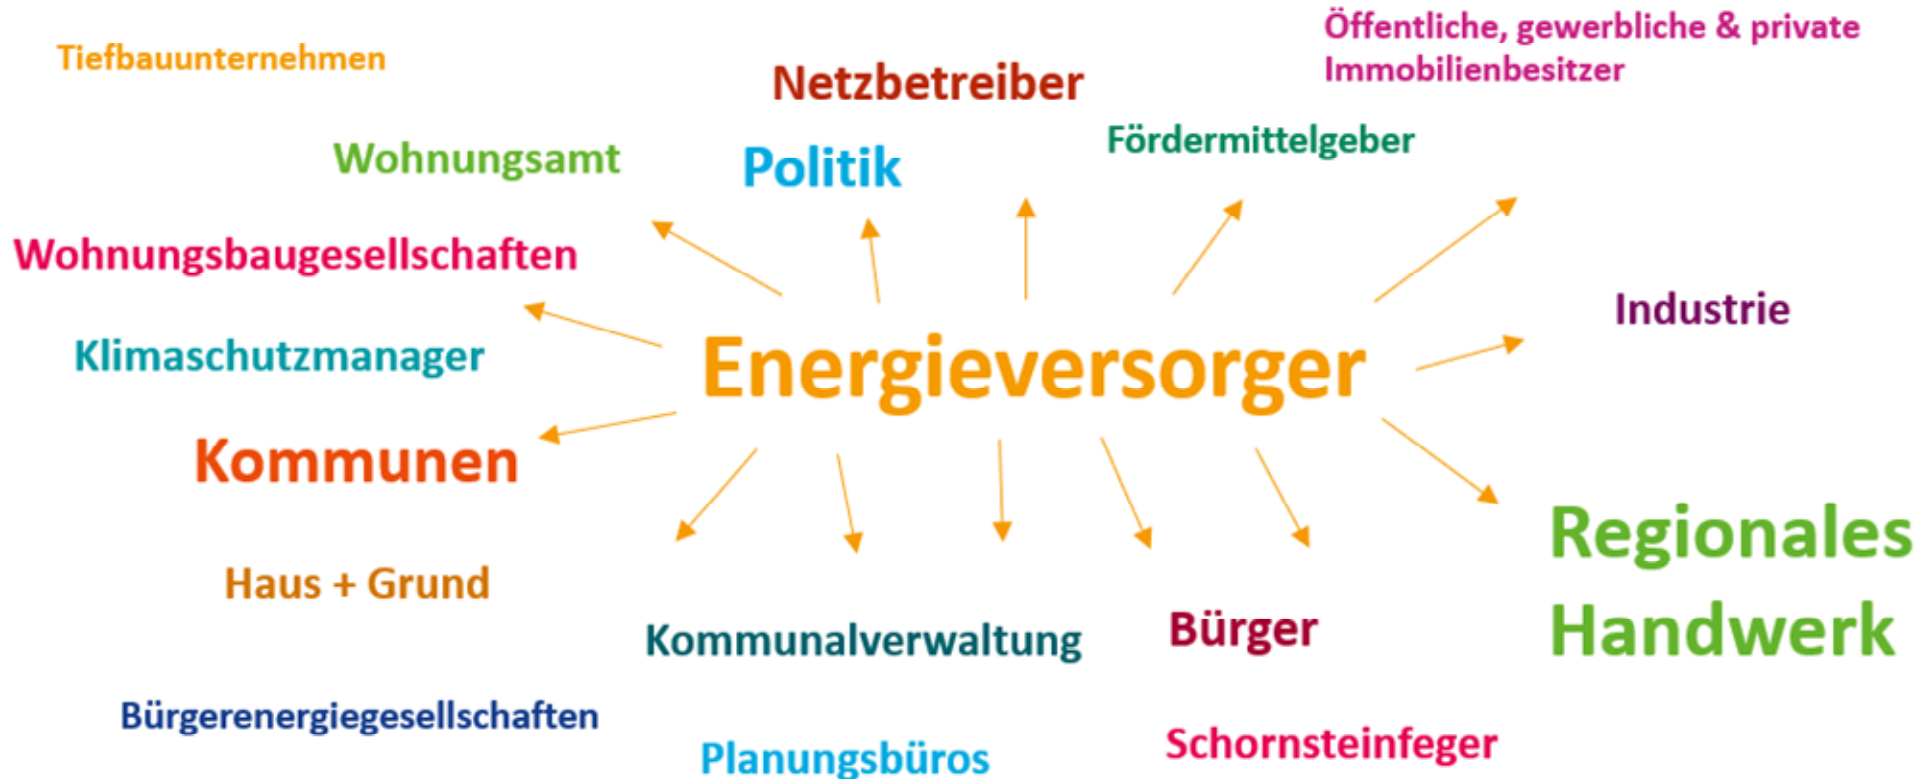 Öffentliche, gewerbliche & private
Immobilienbesitzer
Tiefbauunternehmen
Netzbetreiber
Fördermittelgeber
Wohnungsamt
Politik
Wohnungsbaugesellschaften
Industrie
Klimaschutzmanager
Energieversorger
Kommunen
Regionales
Handwerk
Haus + Grund
Kommunalverwaltung
Bürger
Bürgerenergiegesellschaften
Planungsbüros
Schornsteinfeger